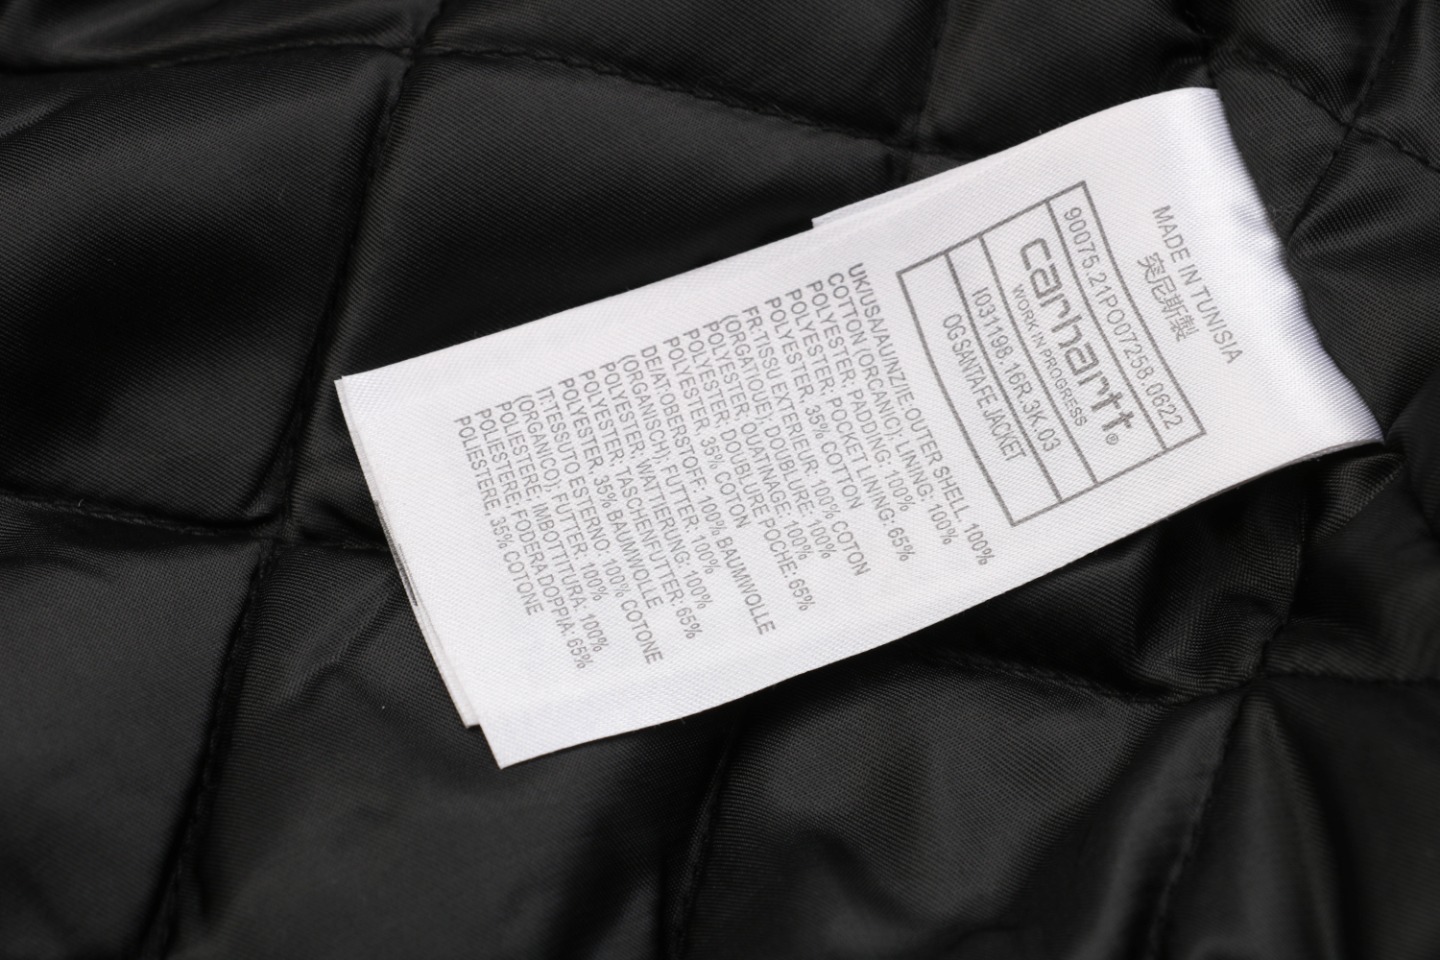 MADE IN TUNISIA
突尼斯製
90075.21PO07258.0622
carhartt®
WORK IN PROGRESS
I031198.16R.3K.03
OG SANTA FE JACKET
UK/USA/AU/NZ/IE:OUTER SHELL: 100%
COTTON (ORCANIC); LINING: 100%
POLYESTER; PADDING: 100%
POLYESTER; POCKET LINING: 65%
POLYESTER, 35% COTTON
FR:TISSU EXTERIEUR: 100% COTON
(ORGATIQUE); DOUBLURE: 100%
POLYESTER; OUATINAGE: 100%
POLYESTER; DOUBLURE POCHE: 65%
POLYESTER, 35% COTON
DE/AT:OBERSTOFF: 100% BAUMWOLLE
(ORGANISCH); FUTTER: 100%
POLYESTER; WATTIERUNG: 100%
POLYESTER; TASCHENFUTTER: 65%
POLYESTER, 35% BAUMWOLLE
IT:TESSUTO ESTERNO: 100% COTONE
(ORGANICO); FUTTER: 100%
POLIESTERE; IMBOTTITURA: 100%
POLIESTERE; FODERA DOPPIA: 65%
POLIESTERE, 35% COTONE